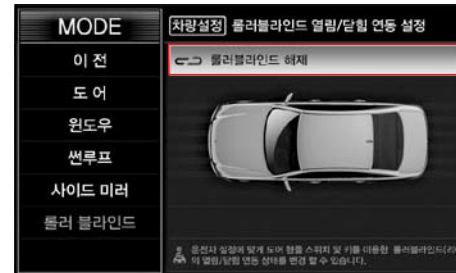 MODE
[차량설정] 롤러블라인드 열림/닫힘 연동 설정
이 전
롤러블라인드 해제
도 어
윈도우
썬루프
사이드 미러
롤러 블라인드
운전자 설정에 맞게 도어 핸들 스위치 및 키를 이용한 롤러블라인드(리어
의 열림/닫힘 연동 상태를 변경 할 수 있습니다.